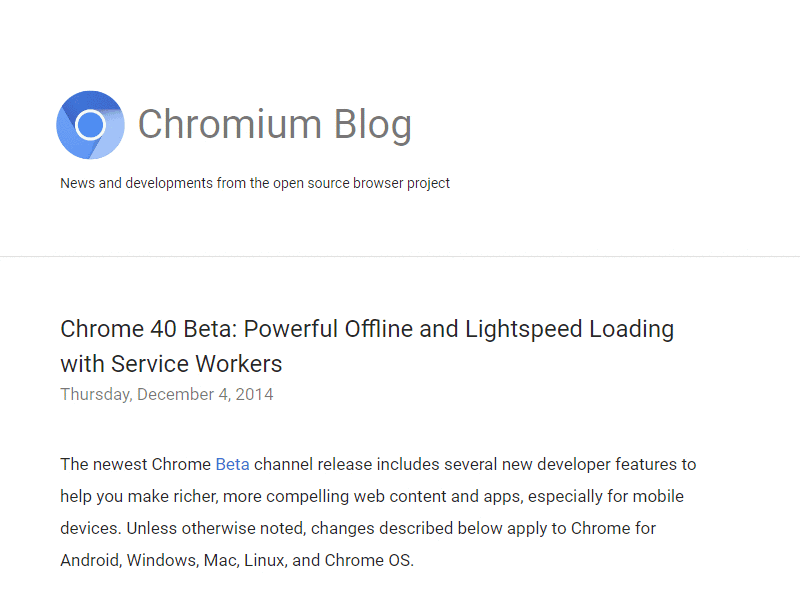 Chromium Blog
News and developments from the open source browser project
Chrome 40 Beta: Powerful Offline and Lightspeed Loading
with Service Workers
Thursday, December 4, 2014
The newest Chrome Beta channel release includes several new developer features to
help you make richer, more compelling web content and apps, especially for mobile
devices. Unless otherwise noted, changes described below apply to Chrome for
Android, Windows, Mac, Linux, and Chrome OS.